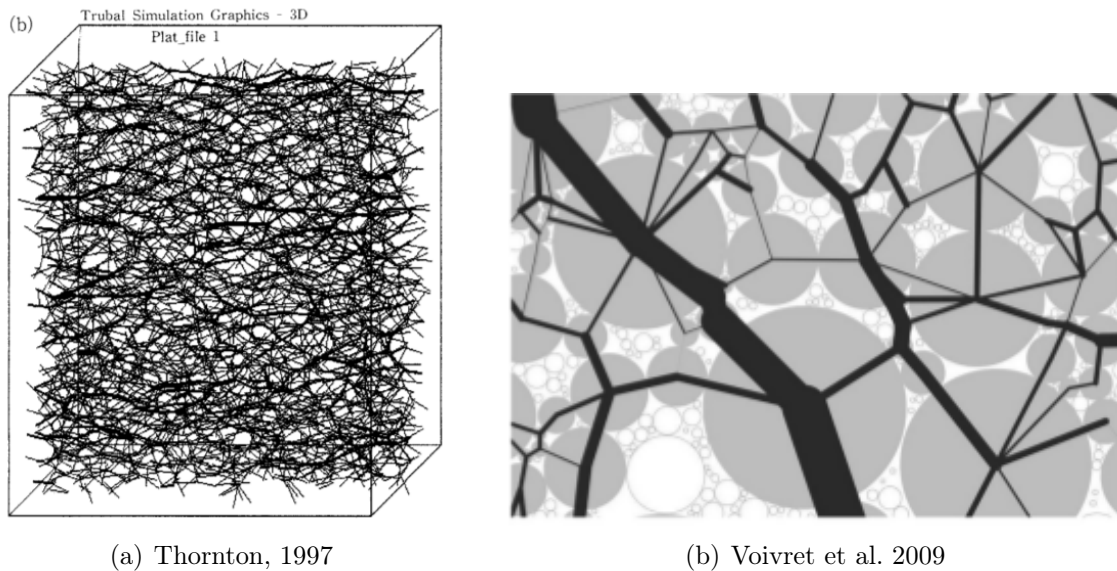 Trubal Simulation Graphics - 3D
(b)
Plat_file 1
(a) Thornton, 1997
(b) Voivret et al. 2009